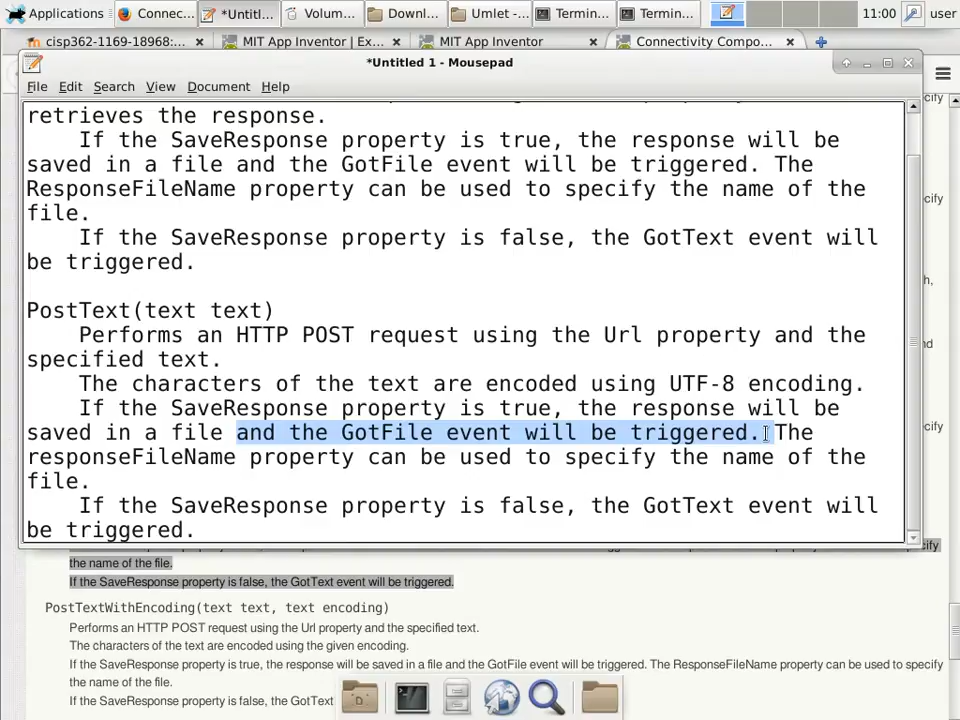 Applications
Connec...
*Untitl...
Volum...
Downl...
Umlet -...
Termin...
Termin...
11:00
user
cisp362-1169-18968:...
MIT App Inventor | Ex...
MIT App Inventor
Connectivity Compo...
*Untitled 1 - Mousepad
File Edit Search View Document Help
retrieves the response.
If the SaveResponse property is true, the response will be
saved in a file and the GotFile event will be triggered. The
ResponseFileName property can be used to specify the name of the
file.
If the SaveResponse property is false, the GotText event will
be triggered.
PostText(text text)
Performs an HTTP POST request using the Url property and the
specified text.
The characters of the text are encoded using UTF-8 encoding.
If the SaveResponse property is true, the response will be
saved in a file and the GotFile event will be triggered. The
responseFileName property can be used to specify the name of the
file.
If the SaveResponse property is false, the GotText event will
be triggered.
the name of the file.
If the SaveResponse property is false, the GotText event will be triggered.
PostTextWithEncoding(text text, text encoding)
Performs an HTTP POST request using the Url property and the specified text.
The characters of the text are encoded using the given encoding.
If the SaveResponse property is true, the response will be saved in a file and the GotFile event will be triggered. The ResponseFileName property can be used to specify
the name of the file.
If the SaveResponse property is false, the GotText